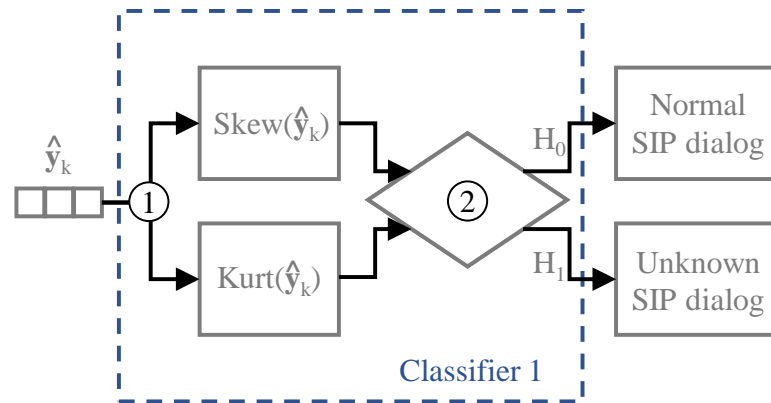 ŷₖ
1
Skew(ŷₖ)
Kurt(ŷₖ)
2
H₀
H₁
Normal
SIP dialog
Unknown
SIP dialog
Classifier 1